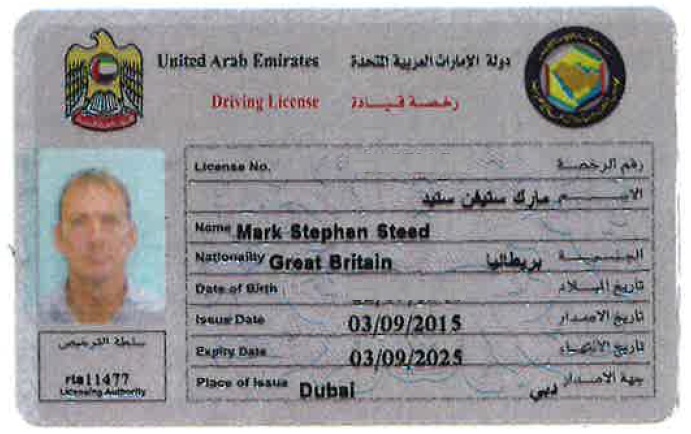 United Arab Emirates دولة الإمارات العربية المتحدة
Driving License رخصة قيادة
License No. رقم الرخصة
الاسم مارك ستيفن ستيد
Name Mark Stephen Steed
Nationality Great Britain بريطانيا الجنسية
Date of Birth تاريخ الميلاد
Issue Date 03/09/2015 تاريخ الاصدار
Expiry Date 03/09/2025 تاريخ الانتهاء
Place of Issue Dubai دبي جهة الاصدار
سلطة الترخيص
rta11477
Licensing Authority